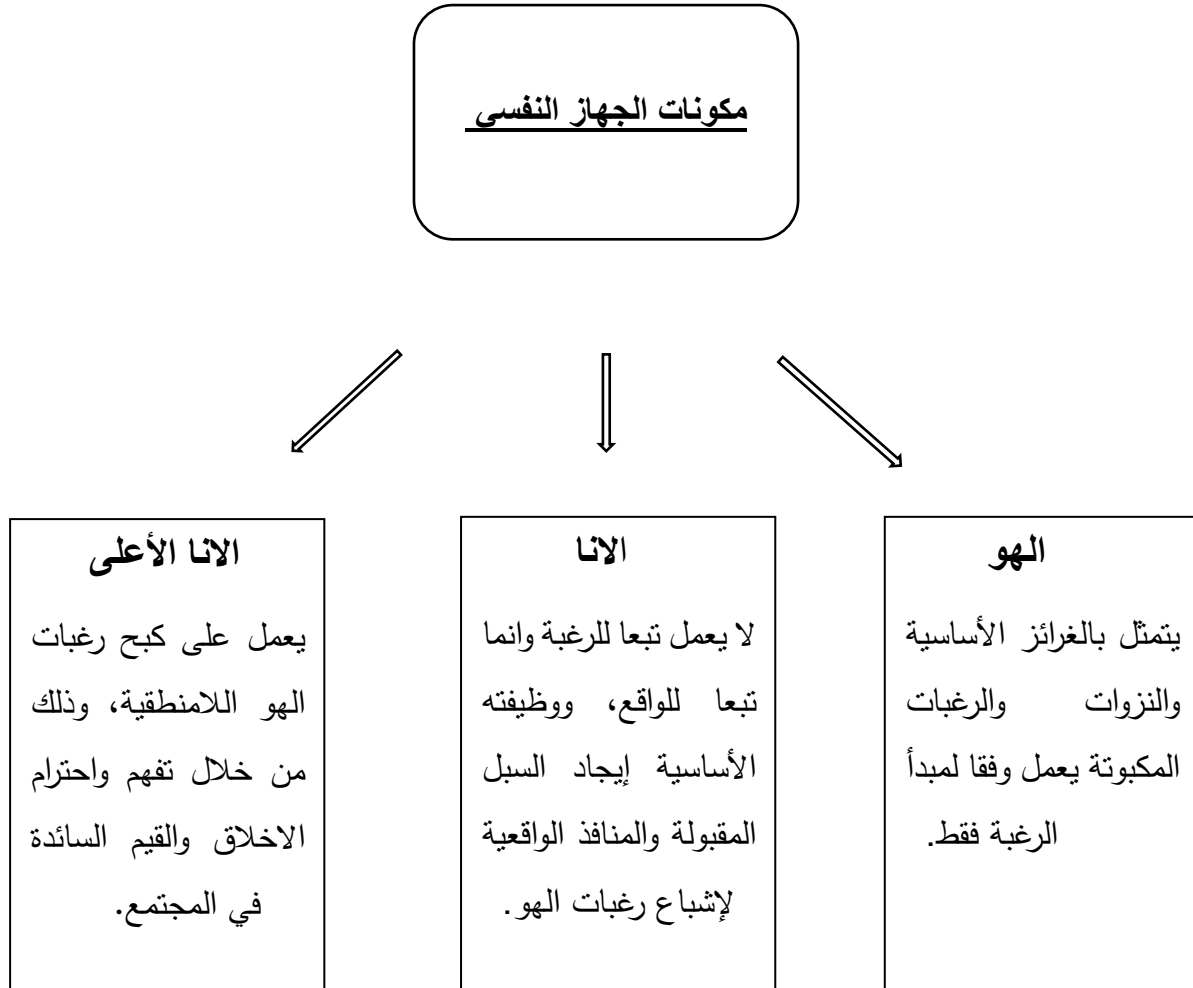 مكونات الجهاز النفسي
الهو
يتمثل بالغرائز الأساسية
والنزوات والرغبات
المكبوتة يعمل وفقا لمبدأ
الرغبة فقط.
الانا
لا يعمل تبعا للرغبة وانما
تبعا للواقع، ووظيفته
الأساسية إيجاد السبل
المقبولة والمنافذ الواقعية
لإشباع رغبات الهو.
الانا الأعلى
يعمل على كبح رغبات
الهو اللامنطقية، وذلك
من خلال تفهم واحترام
الاخلاق والقيم السائدة
في المجتمع.